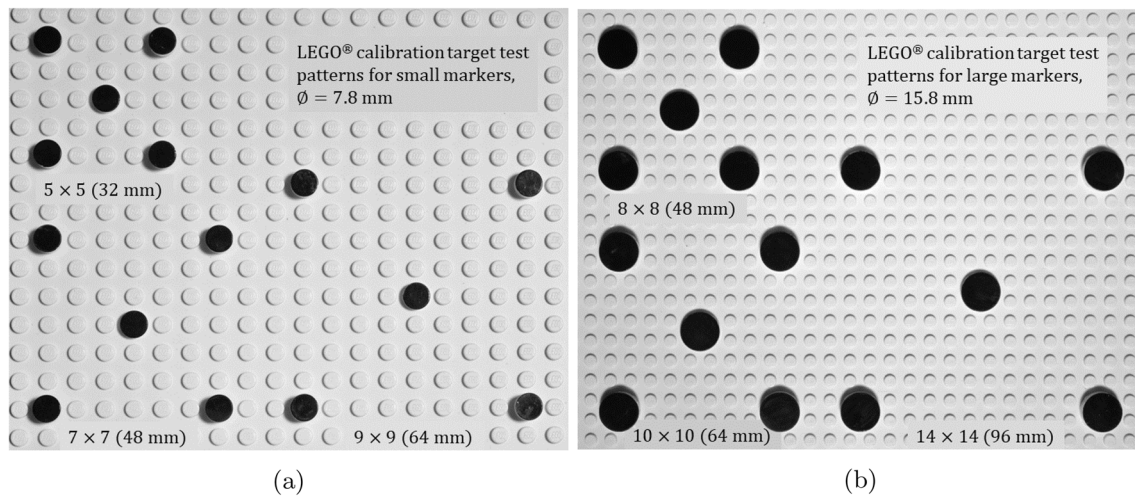 LEGO® calibration target test
patterns for small markers,
Ø = 7.8 mm
5 × 5 (32 mm)
7 × 7 (48 mm)
9 × 9 (64 mm)
(a)
LEGO® calibration target test
patterns for large markers,
Ø = 15.8 mm
8 × 8 (48 mm)
10 × 10 (64 mm)
14 × 14 (96 mm)
(b)